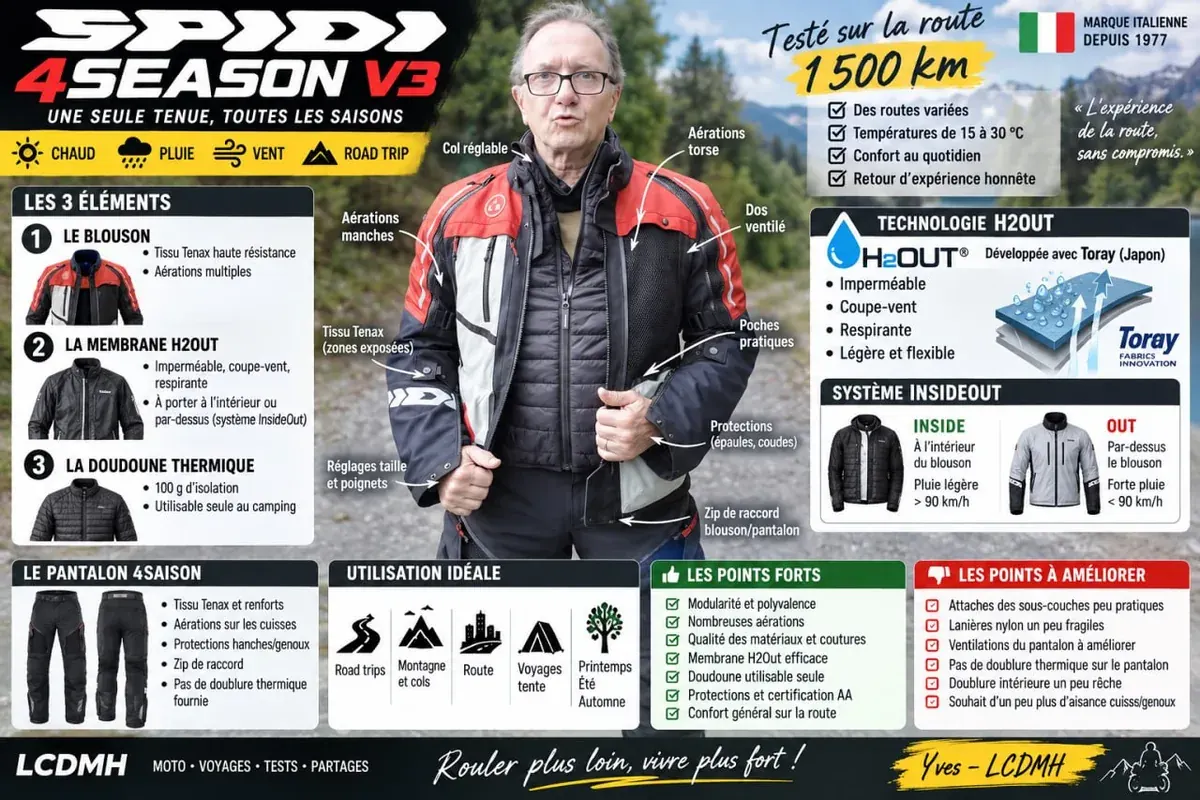 SPIDI
4SEASON V3
UNE SEULE TENUE, TOUTES LES SAISONS
CHAUD
PLUIE
VENT
ROAD TRIP
Testé sur la route
1 500 km
MARQUE ITALIENNE
DEPUIS 1977
Des routes variées
Températures de 15 à 30 °C
Confort au quotidien
Retour d'expérience honnête
« L'expérience
de la route,
sans compromis. »
LES 3 ÉLÉMENTS
1 LE BLOUSON
• Tissu Tenax haute résistance
• Aérations multiples
2 LA MEMBRANE H2OUT
• Imperméable, coupe-vent,
respirante
• À porter à l'intérieur ou
par-dessus (système InsideOut)
3 LA DOUDOUNE THERMIQUE
• 100 g d'isolation
• Utilisable seule au camping
Col réglable
Aérations
torse
Aérations
manches
Dos
ventilé
Tissu Tenax
(zones exposées)
Poches
pratiques
Protections
(épaules, coudes)
Réglages taille
et poignets
Zip de raccord
blouson/pantalon
TECHNOLOGIE H2OUT
H2OUT®
Développée avec Toray (Japon)
• Imperméable
• Coupe-vent
• Respirante
• Légère et flexible
Toray
FABRICS
INNOVATION
SYSTÈME INSIDEOUT
INSIDE
À l'intérieur
du blouson
Pluie légère
> 90 km/h
OUT
Par-dessus
le blouson
Forte pluie
< 90 km/h
LE PANTALON 4SAISON
• Tissu Tenax et renforts
• Aérations sur les cuisses
• Protections hanches/genoux
• Zip de raccord
• Pas de doublure thermique
fournie
UTILISATION IDÉALE
Road trips
Montagne
et cols
Route
Voyages
tente
Printemps
Été
Automne
LES POINTS FORTS
Modularité et polyvalence
Nombreuses aérations
Qualité des matériaux et coutures
Membrane H2Out efficace
Doudoune utilisable seule
Protections et certification AA
Confort général sur la route
LES POINTS À AMÉLIORER
Attaches des sous-couches peu pratiques
Lanières nylon un peu fragiles
Ventilations du pantalon à améliorer
Pas de doublure thermique sur le pantalon
Doublure intérieure un peu rêche
Souhait d'un peu plus d'aisance cuisss/genoux
LCDMH
MOTO • VOYAGES • TESTS • PARTAGES
Rouler plus loin, vivre plus fort !
Yves – LCDMH